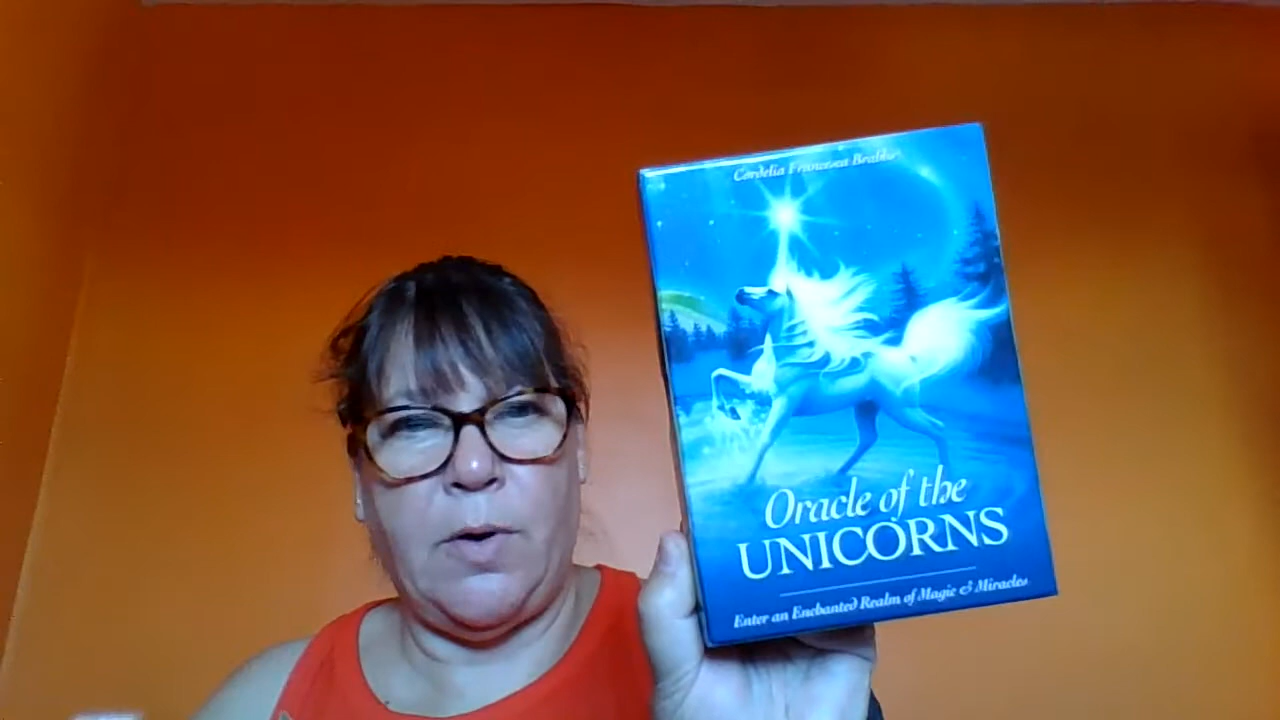 Cordelia Francesca Brabbs
Oracle of the
UNICORNS
Enter an Enchanted Realm of Magic & Miracles